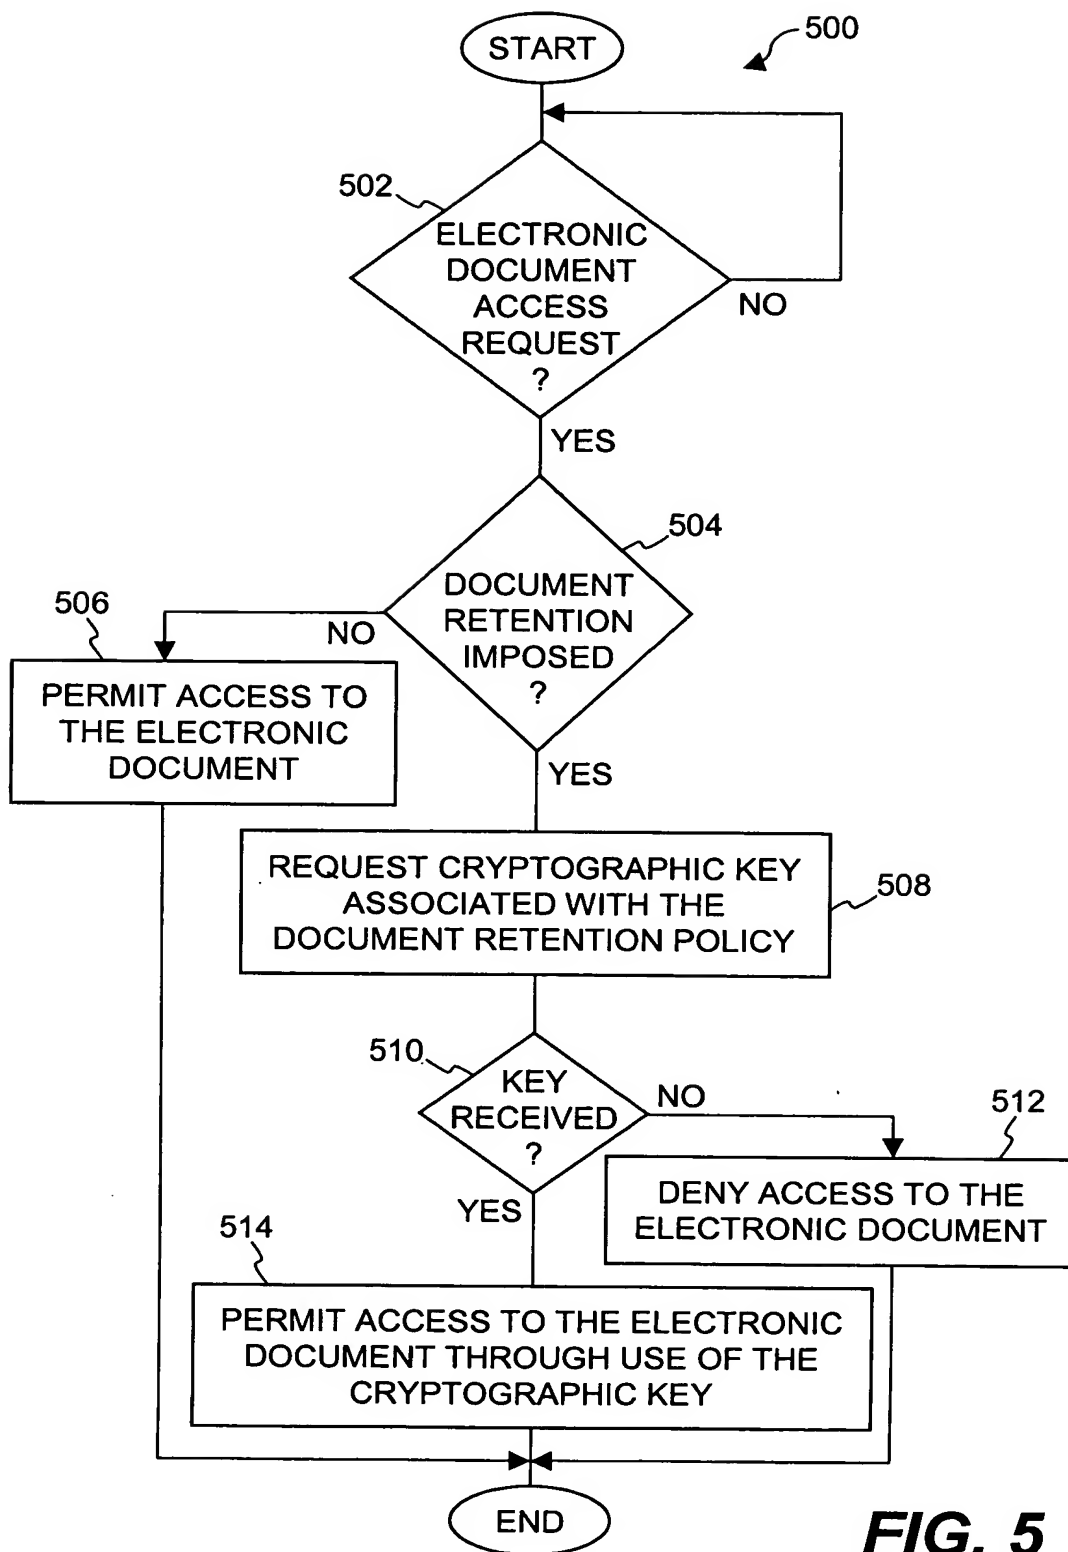 START
500
502
ELECTRONIC
DOCUMENT
ACCESS
REQUEST
?
NO
YES
504
DOCUMENT
RETENTION
IMPOSED
?
NO
506
PERMIT ACCESS TO
THE ELECTRONIC
DOCUMENT
YES
REQUEST CRYPTOGRAPHIC KEY
ASSOCIATED WITH THE
DOCUMENT RETENTION POLICY
508
510
KEY
RECEIVED
?
NO
512
DENY ACCESS TO THE
ELECTRONIC DOCUMENT
YES
514
PERMIT ACCESS TO THE ELECTRONIC
DOCUMENT THROUGH USE OF THE
CRYPTOGRAPHIC KEY
END
FIG. 5